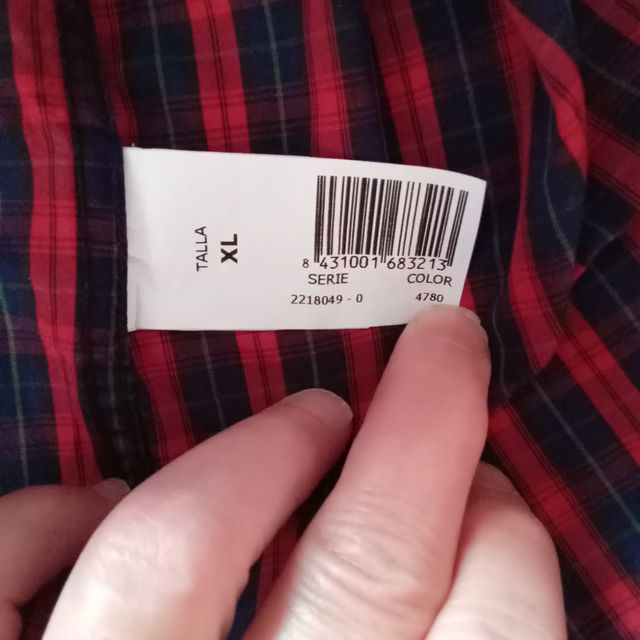 TALLA
XL
8 431001 683213
SERIE COLOR
2218049 - 0 4780